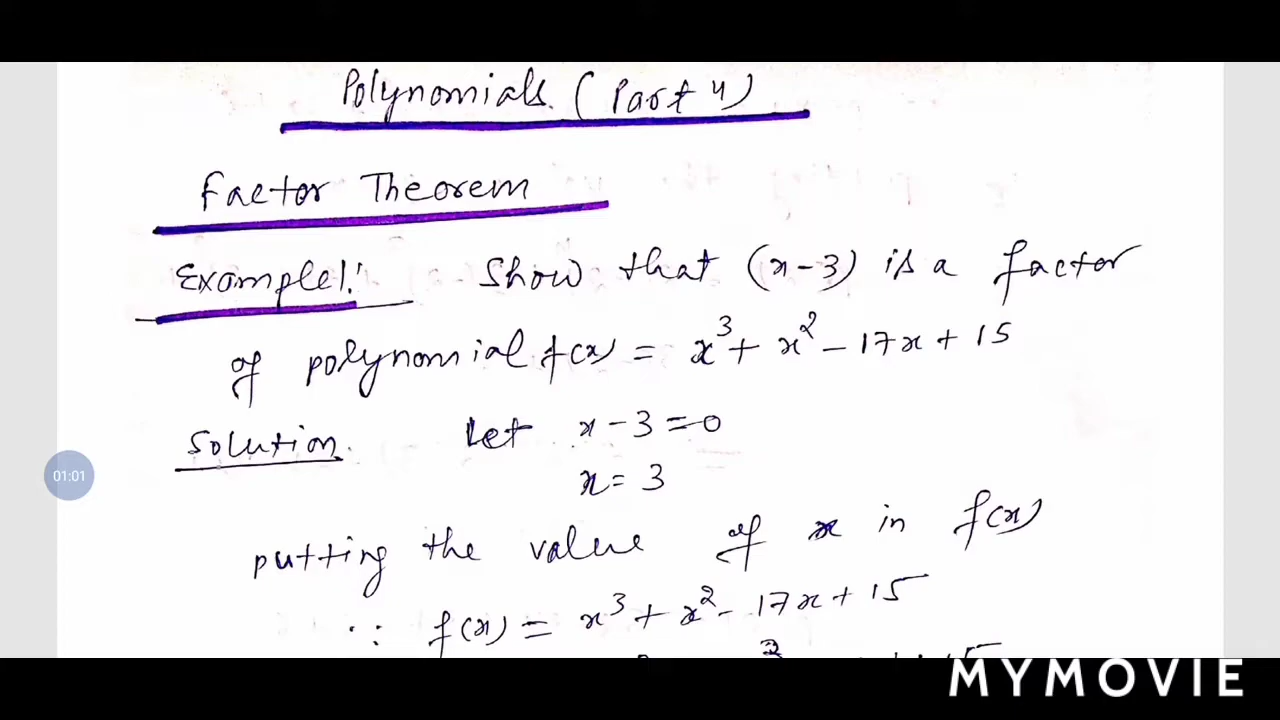 Polynomials. (Part 4)
Factor Theorem
Example1:' Show that (x-3) is a factor
of polynomial f(x) = x³ + x² - 17x + 15
Solution. Let x - 3 = 0
x = 3
01:01
putting the value of x in f(x)
∵ f(x) = x³ + x² - 17x + 15
MYMOVIE